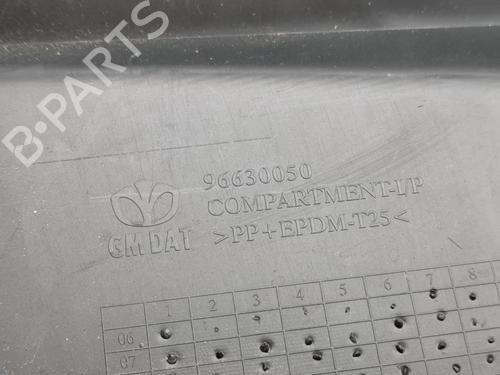 B-PARTS
96630050
GM DAT COMPARTMENT-I/P
>PP+EPDM-T25<
1 2 3 4 5 6 7 8
06
07